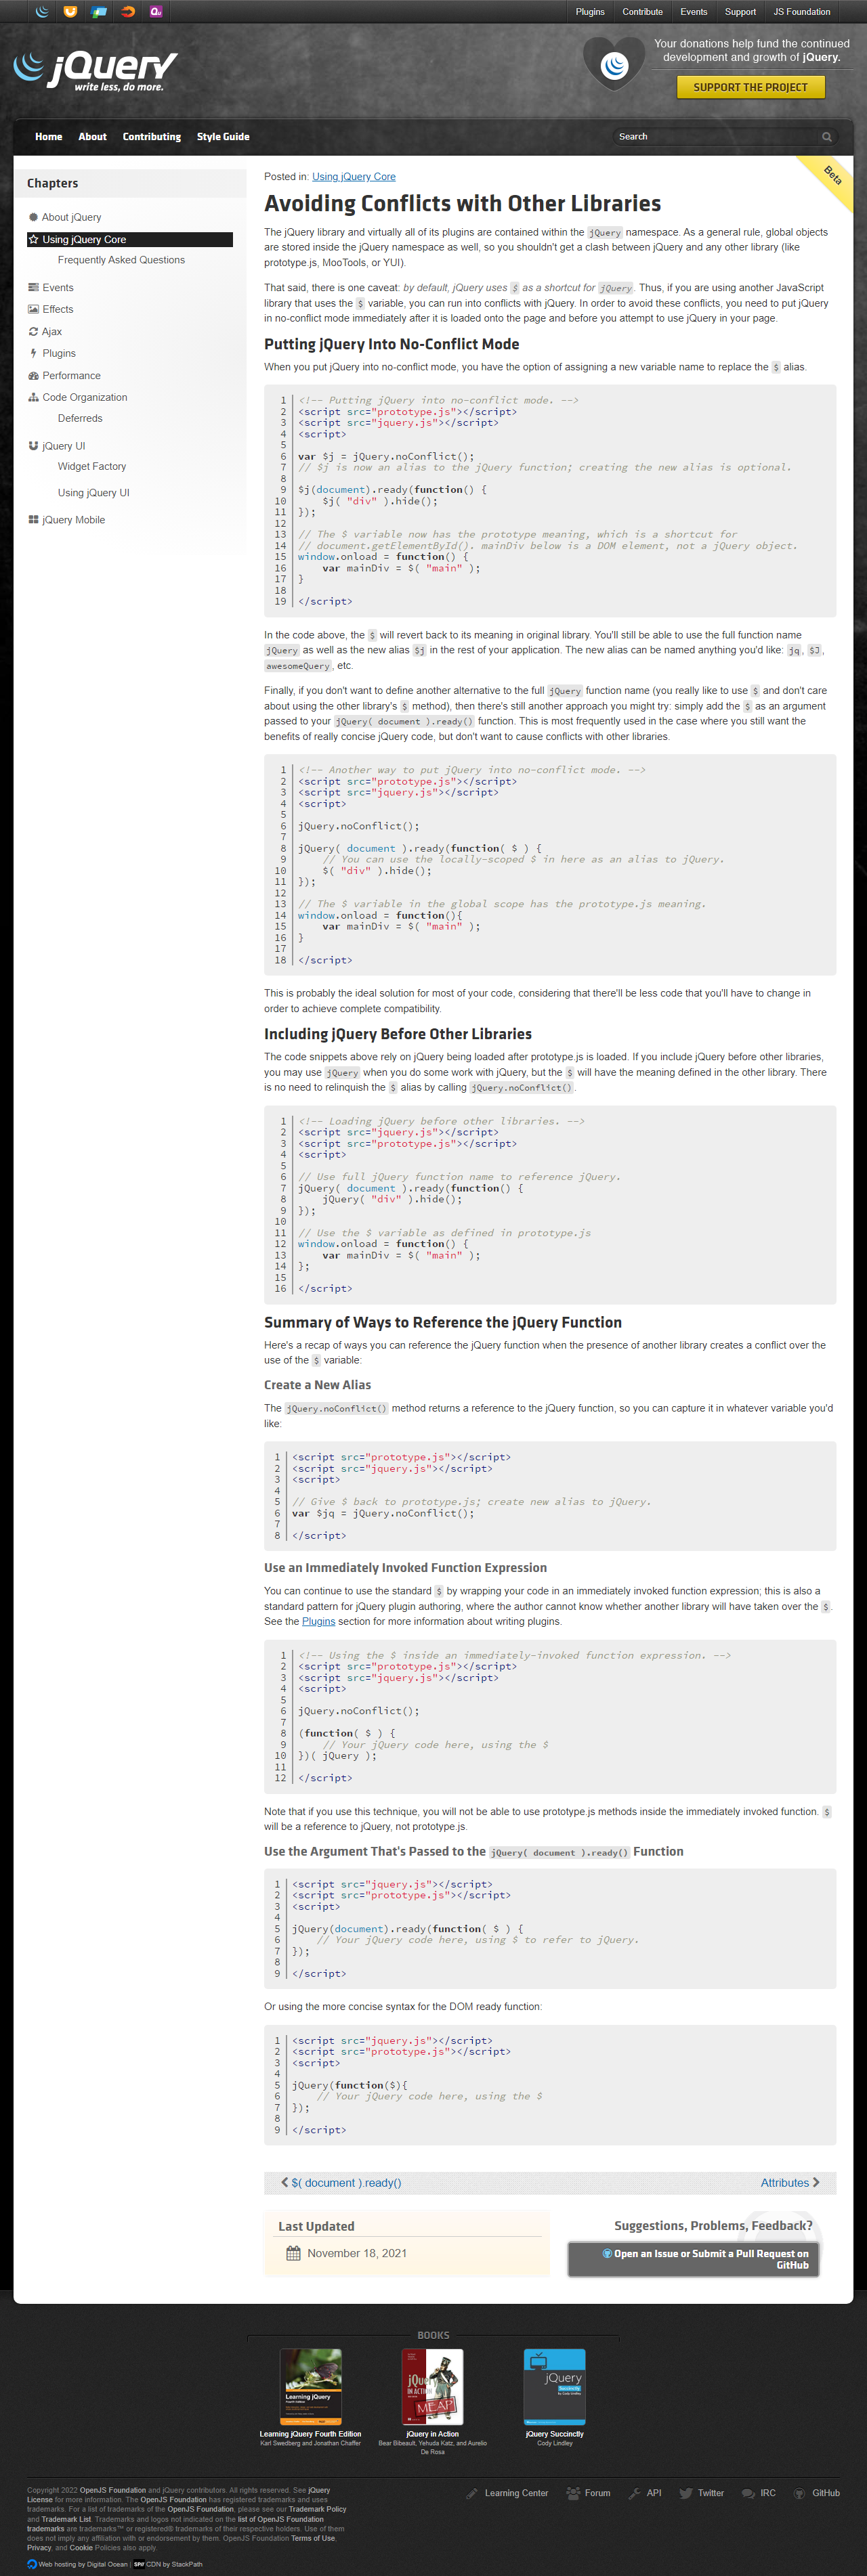 Plugins Contribute Events Support JS Foundation
jQuery
write less, do more.
Your donations help fund the continued
development and growth of jQuery.
SUPPORT THE PROJECT
Home About Contributing Style Guide
Search
Beta
Chapters
About jQuery
Using jQuery Core
Frequently Asked Questions
Events
Effects
Ajax
Plugins
Performance
Code Organization
Deferreds
jQuery UI
Widget Factory
Using jQuery UI
jQuery Mobile
Posted in: Using jQuery Core
Avoiding Conflicts with Other Libraries
The jQuery library and virtually all of its plugins are contained within the jQuery namespace. As a general rule, global objects
are stored inside the jQuery namespace as well, so you shouldn't get a clash between jQuery and any other library (like
prototype.js, MooTools, or YUI).
That said, there is one caveat: by default, jQuery uses $ as a shortcut for jQuery. Thus, if you are using another JavaScript
library that uses the $ variable, you can run into conflicts with jQuery. In order to avoid these conflicts, you need to put jQuery
in no-conflict mode immediately after it is loaded onto the page and before you attempt to use jQuery in your page.
Putting jQuery Into No-Conflict Mode
When you put jQuery into no-conflict mode, you have the option of assigning a new variable name to replace the $ alias.
1 <!-- Putting jQuery into no-conflict mode. -->
2 <script src="prototype.js"></script>
3 <script src="jquery.js"></script>
4 <script>
5
6 var $j = jQuery.noConflict();
7 // $j is now an alias to the jQuery function; creating the new alias is optional.
8
9 $j(document).ready(function() {
10     $j( "div" ).hide();
11 });
12
13 // The $ variable now has the prototype meaning, which is a shortcut for
14 // document.getElementById(). mainDiv below is a DOM element, not a jQuery object.
15 window.onload = function() {
16     var mainDiv = $( "main" );
17 }
18
19 </script>
In the code above, the $ will revert back to its meaning in original library. You'll still be able to use the full function name
jQuery as well as the new alias $j in the rest of your application. The new alias can be named anything you'd like: jq, $J,
awesomeQuery, etc.
Finally, if you don't want to define another alternative to the full jQuery function name (you really like to use $ and don't care
about using the other library's $ method), then there's still another approach you might try: simply add the $ as an argument
passed to your jQuery( document ).ready() function. This is most frequently used in the case where you still want the
benefits of really concise jQuery code, but don't want to cause conflicts with other libraries.
1 <!-- Another way to put jQuery into no-conflict mode. -->
2 <script src="prototype.js"></script>
3 <script src="jquery.js"></script>
4 <script>
5
6 jQuery.noConflict();
7
8 jQuery( document ).ready(function( $ ) {
9     // You can use the locally-scoped $ in here as an alias to jQuery.
10     $( "div" ).hide();
11 });
12
13 // The $ variable in the global scope has the prototype.js meaning.
14 window.onload = function(){
15     var mainDiv = $( "main" );
16 }
17
18 </script>
This is probably the ideal solution for most of your code, considering that there'll be less code that you'll have to change in
order to achieve complete compatibility.
Including jQuery Before Other Libraries
The code snippets above rely on jQuery being loaded after prototype.js is loaded. If you include jQuery before other libraries,
you may use jQuery when you do some work with jQuery, but the $ will have the meaning defined in the other library. There
is no need to relinquish the $ alias by calling jQuery.noConflict().
1 <!-- Loading jQuery before other libraries. -->
2 <script src="jquery.js"></script>
3 <script src="prototype.js"></script>
4 <script>
5
6 // Use full jQuery function name to reference jQuery.
7 jQuery( document ).ready(function() {
8     jQuery( "div" ).hide();
9 });
10
11 // Use the $ variable as defined in prototype.js
12 window.onload = function() {
13     var mainDiv = $( "main" );
14 };
15
16 </script>
Summary of Ways to Reference the jQuery Function
Here's a recap of ways you can reference the jQuery function when the presence of another library creates a conflict over the
use of the $ variable:
Create a New Alias
The jQuery.noConflict() method returns a reference to the jQuery function, so you can capture it in whatever variable you'd
like:
1 <script src="prototype.js"></script>
2 <script src="jquery.js"></script>
3 <script>
4
5 // Give $ back to prototype.js; create new alias to jQuery.
6 var $jq = jQuery.noConflict();
7
8 </script>
Use an Immediately Invoked Function Expression
You can continue to use the standard $ by wrapping your code in an immediately invoked function expression; this is also a
standard pattern for jQuery plugin authoring, where the author cannot know whether another library will have taken over the $.
See the Plugins section for more information about writing plugins.
1 <!-- Using the $ inside an immediately-invoked function expression. -->
2 <script src="prototype.js"></script>
3 <script src="jquery.js"></script>
4 <script>
5
6 jQuery.noConflict();
7
8 (function( $ ) {
9     // Your jQuery code here, using the $
10 })( jQuery );
11
12 </script>
Note that if you use this technique, you will not be able to use prototype.js methods inside the immediately invoked function. $
will be a reference to jQuery, not prototype.js.
Use the Argument That's Passed to the jQuery( document ).ready() Function
1 <script src="jquery.js"></script>
2 <script src="prototype.js"></script>
3 <script>
4
5 jQuery(document).ready(function( $ ) {
6     // Your jQuery code here, using $ to refer to jQuery.
7 });
8
9 </script>
Or using the more concise syntax for the DOM ready function:
1 <script src="jquery.js"></script>
2 <script src="prototype.js"></script>
3 <script>
4
5 jQuery(function($){
6     // Your jQuery code here, using the $
7 });
8
9 </script>
$( document ).ready() Attributes
Last Updated
November 18, 2021
Suggestions, Problems, Feedback?
Open an Issue or Submit a Pull Request on
GitHub
BOOKS
Learning jQuery
jQuery
IN ACTION
MEAP
jQuery
Learning jQuery Fourth Edition
Karl Swedberg and Jonathan Chaffer
jQuery in Action
Bear Bibeault, Yehuda Katz, and Aurelio
De Rosa
jQuery Succinctly
Cody Lindley
Copyright 2022 OpenJS Foundation and jQuery contributors. All rights reserved. See jQuery
License for more information. The OpenJS Foundation has registered trademarks and uses
trademarks. For a list of trademarks of the OpenJS Foundation, please see our Trademark Policy
and Trademark List. Trademarks and logos not indicated on the list of OpenJS Foundation
trademarks are trademarks™ or registered® trademarks of their respective holders. Use of them
does not imply any affiliation with or endorsement by them. OpenJS Foundation Terms of Use,
Privacy, and Cookie Policies also apply.
Web hosting by Digital Ocean | CDN by StackPath
Learning Center Forum API Twitter IRC GitHub